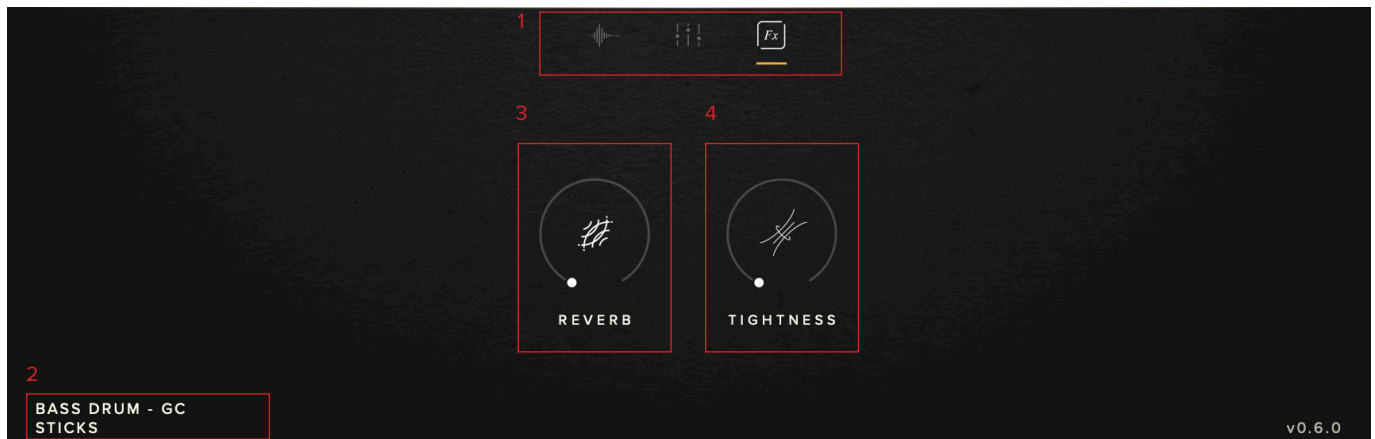 1
Fx
3
4
REVERB
TIGHTNESS
2
BASS DRUM - GC
STICKS
v0.6.0